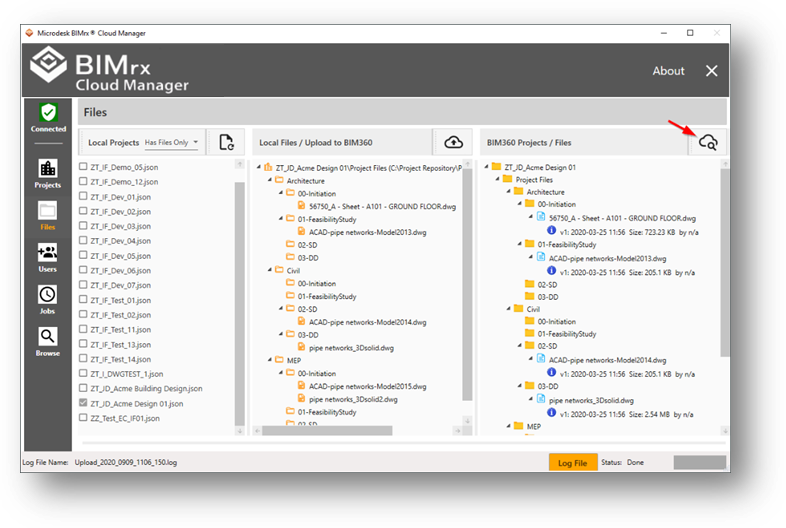 Microdesk BIMrx® Cloud Manager
BIMrx
Cloud Manager
About
Connected
Projects
Files
Users
Jobs
Browse
Files
Local Projects Has Files Only
ZT_IF_Demo_05.json
ZT_IF_Demo_12.json
ZT_IF_Dev_01.json
ZT_IF_Dev_02.json
ZT_IF_Dev_03.json
ZT_IF_Dev_04.json
ZT_IF_Dev_05.json
ZT_IF_Dev_06.json
ZT_IF_Dev_07.json
ZT_IF_Test_01.json
ZT_IF_Test_02.json
ZT_IF_Test_11.json
ZT_IF_Test_13.json
ZT_IF_Test_14.json
ZT_I_DWGTEST_1.json
ZT_JD_Acme Building Design.json
ZT_JD_Acme Design 01.json
ZZ_Test_EC_IF01.json
Local Files / Upload to BIM360
ZT_JD_Acme Design 01\Project Files (C:\Project Repository\P
Architecture
00-Initiation
56750_A - Sheet - A101 - GROUND FLOOR.dwg
01-FeasibilityStudy
ACAD-pipe networks-Model2013.dwg
02-SD
03-DD
Civil
00-Initiation
01-FeasibilityStudy
02-SD
ACAD-pipe networks-Model2014.dwg
03-DD
pipe networks_3Dsolid.dwg
MEP
00-Initiation
ACAD-pipe networks-Model2015.dwg
pipe networks_3Dsolid2.dwg
01-FeasibilityStudy
02-SD
BIM360 Projects / Files
ZT_JD_Acme Design 01
Project Files
Architecture
00-Initiation
56750_A - Sheet - A101 - GROUND FLOOR.dwg
v1: 2020-03-25 11:56 Size: 723.23 KB by n/a
01-FeasibilityStudy
ACAD-pipe networks-Model2013.dwg
v1: 2020-03-25 11:56 Size: 205.1 KB by n/a
02-SD
03-DD
Civil
00-Initiation
01-FeasibilityStudy
02-SD
ACAD-pipe networks-Model2014.dwg
v1: 2020-03-25 11:56 Size: 205.1 KB by n/a
03-DD
pipe networks_3Dsolid.dwg
v1: 2020-03-25 11:56 Size: 2.54 MB by n/a
MEP
Log File Name: Upload_2020_0909_1106_150.log
Log File
Status: Done